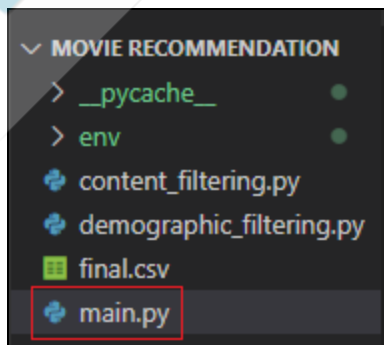 MOVIE RECOMMENDATION
__pycache__
env
content_filtering.py
demographic_filtering.py
final.csv
main.py